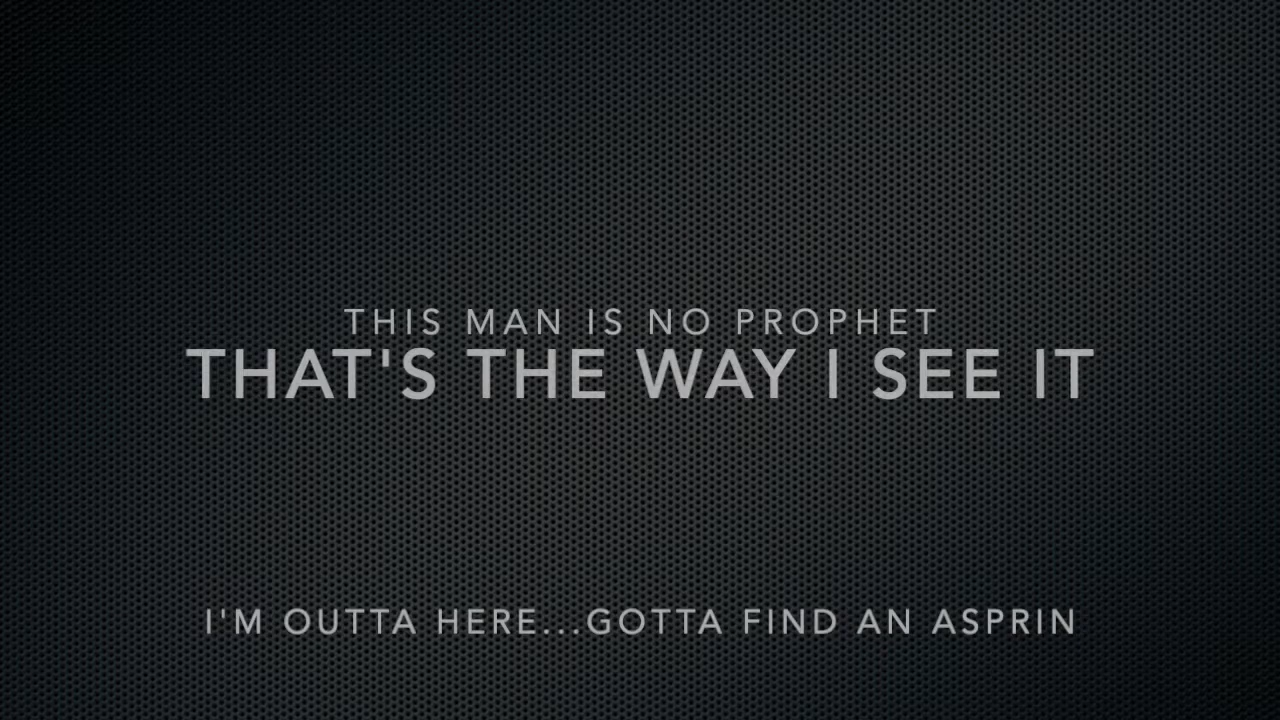 THIS MAN IS NO PROPHET
THAT'S THE WAY I SEE IT
I'M OUTTA HERE...GOTTA FIND AN ASPRIN